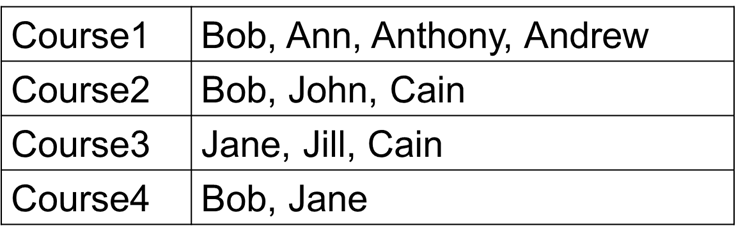 Course1 Bob, Ann, Anthony, Andrew
Course2 Bob, John, Cain
Course3 Jane, Jill, Cain
Course4 Bob, Jane